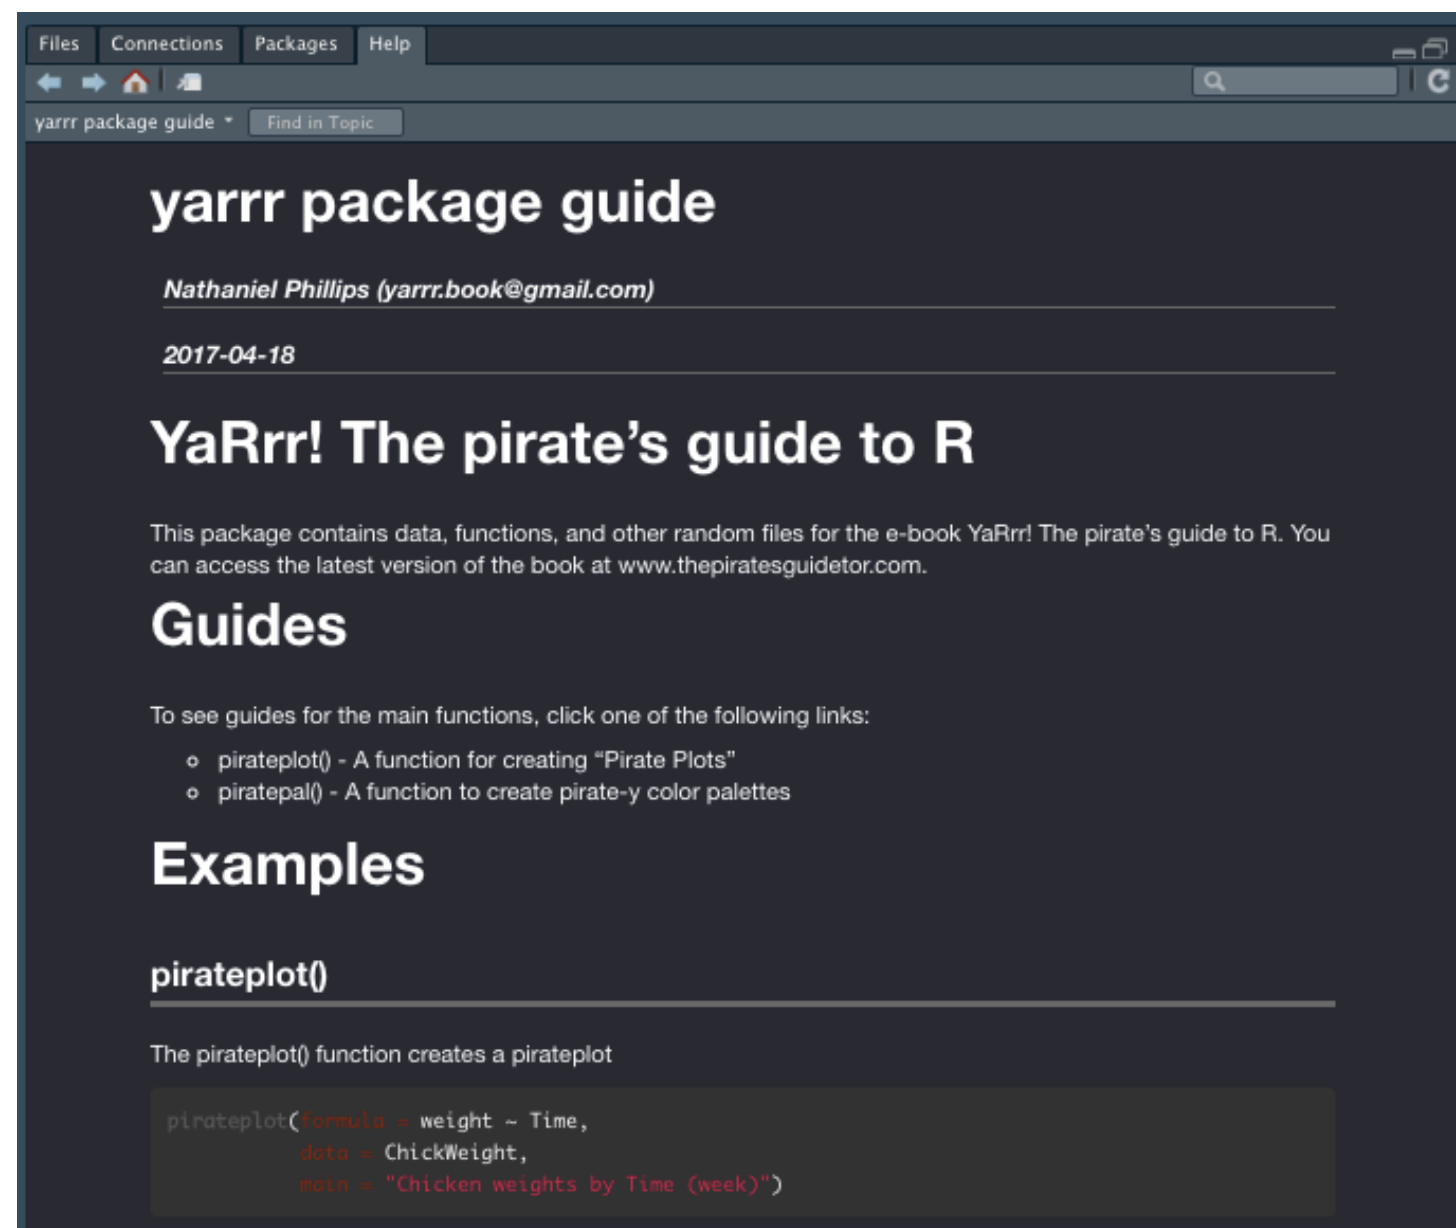 Files Connections Packages Help
yarrr package guide Find in Topic
yarrr package guide
Nathaniel Phillips (yarrr.book@gmail.com)
2017-04-18
YaRrr! The pirate’s guide to R
This package contains data, functions, and other random files for the e-book YaRrr! The pirate’s guide to R. You
can access the latest version of the book at www.thepiratesguidetor.com.
Guides
To see guides for the main functions, click one of the following links:
pirateplot() - A function for creating “Pirate Plots”
piratepal() - A function to create pirate-y color palettes
Examples
pirateplot()
The pirateplot() function creates a pirateplot
pirateplot(formula = weight ~ Time,
data = ChickWeight,
main = "Chicken weights by Time (week)")